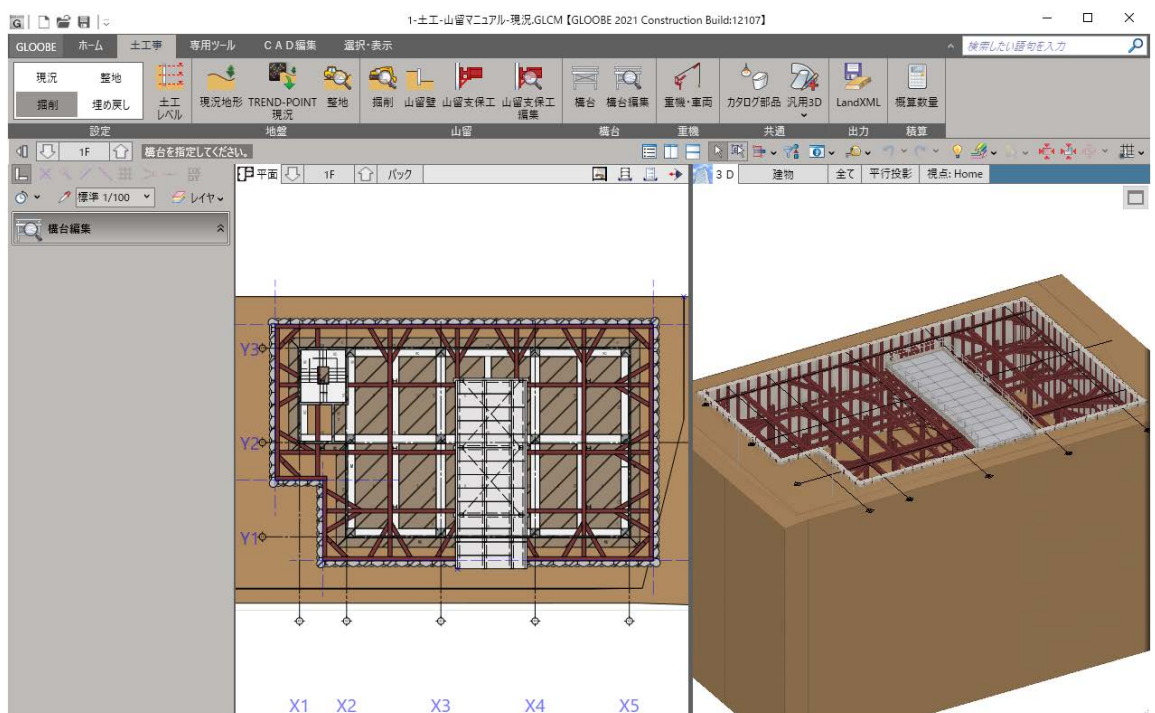 1-土工-山留マニュアル-現況.GLCM【GLOOBE 2021 Construction Build:12107】
GLOOBE ホーム 土工事 専用ツール CAD編集 選択・表示 検索したい語句を入力
現況 整地
掘削 埋め戻し
土工レベル
現況地形 TREND-POINT現況 整地
掘削 山留壁 山留支保工 山留支保工編集
構台 構台編集
重機・車両
カタログ部品 汎用3D
LandXML
概算数量
設定 地盤 山留 構台 重機 共通 出力 積算
1F 構台を指定してください。
平面 1F バック
3D 建物 全て 平行投影 視点: Home
標準 1/100 レイヤ
構台編集
Y3
Y2
Y1
X1 X2 X3 X4 X5